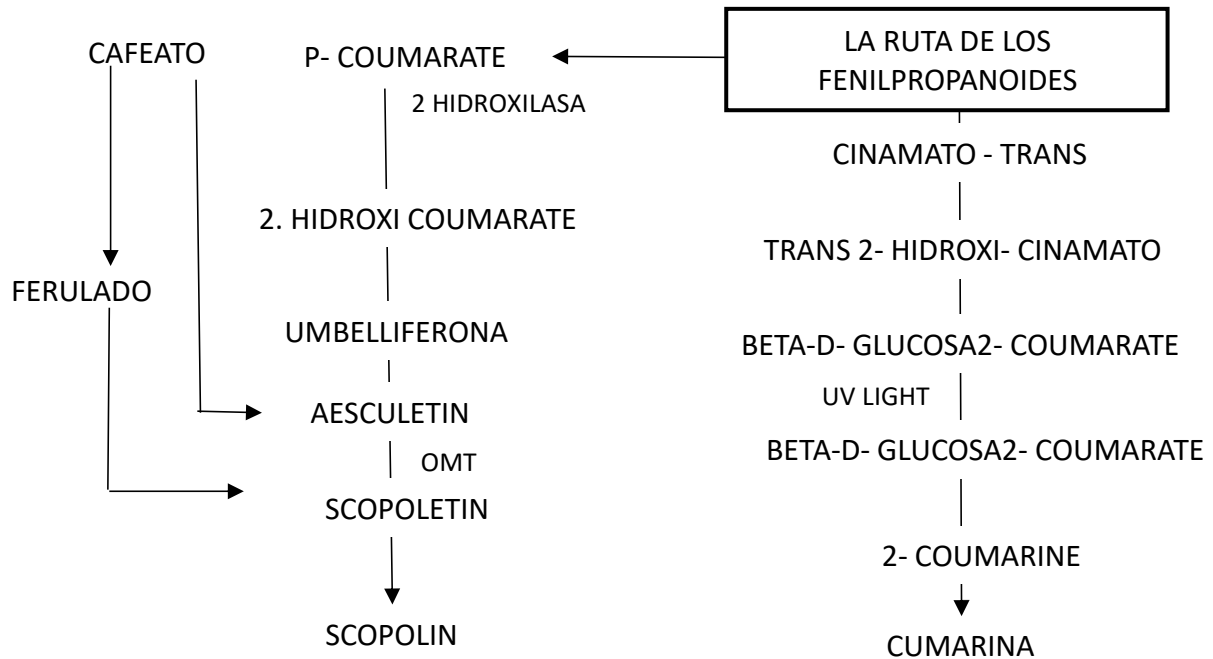 LA RUTA DE LOS
FENILPROPANOIDES
CAFEATO
P- COUMARATE
2 HIDROXILASA
CINAMATO - TRANS
2. HIDROXI COUMARATE
TRANS 2- HIDROXI- CINAMATO
FERULADO
UMBELLIFERONA
BETA-D- GLUCOSA2- COUMARATE
UV LIGHT
AESCULETIN
BETA-D- GLUCOSA2- COUMARATE
OMT
SCOPOLETIN
2- COUMARINE
SCOPOLIN
CUMARINA